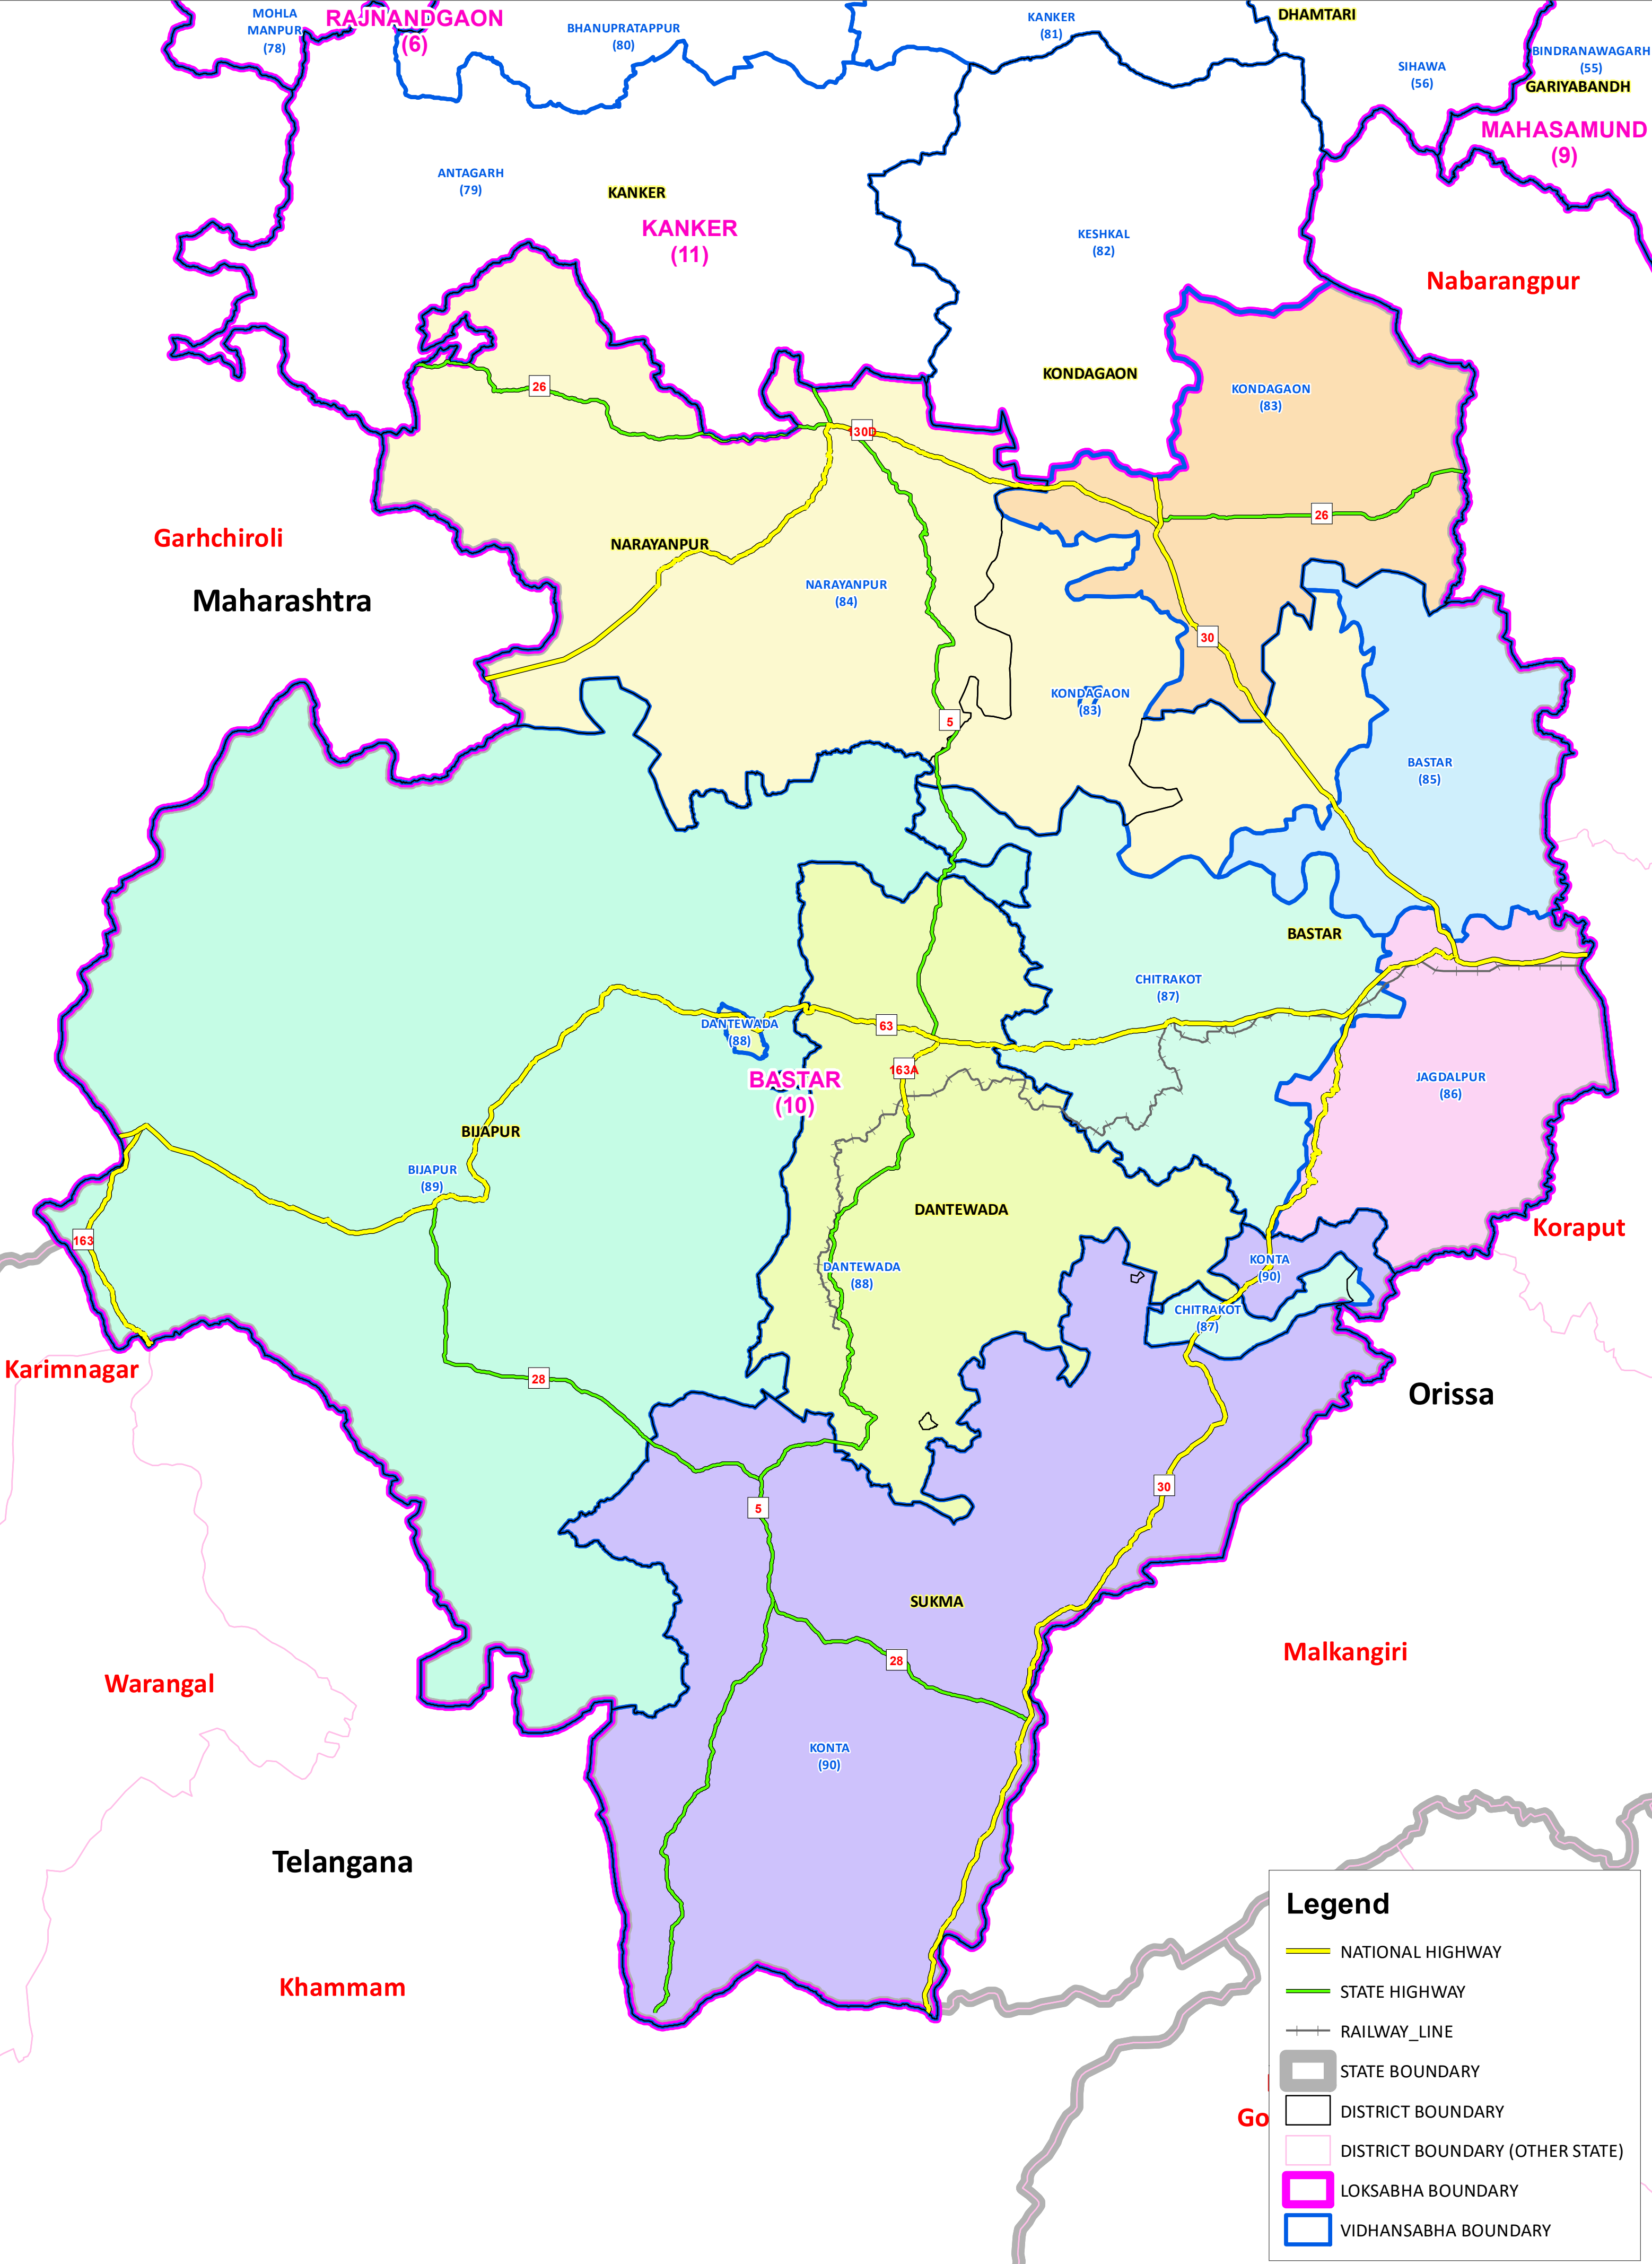 MOHLA
MANPUR
(78)
RAJNANDGAON
(6)
BHANUPRATAPPUR
(80)
KANKER
(81)
DHAMTARI
SIHAWA
(56)
BINDRANAWAGARH
(55)
GARIYABANDH
MAHASAMUND
(9)
ANTAGARH
(79)
KANKER
KANKER
(11)
KESHKAL
(82)
Nabarangpur
KONDAGAON
KONDAGAON
(83)
26
130D
26
Garhchiroli
Maharashtra
NARAYANPUR
NARAYANPUR
(84)
30
KONDAGAON
(83)
5
BASTAR
(85)
BASTAR
CHITRAKOT
(87)
DANTEWADA
(88)
63
163A
BASTAR
(10)
JAGDALPUR
(86)
BIJAPUR
BIJAPUR
(89)
DANTEWADA
163
Koraput
DANTEWADA
(88)
KONTA
(90)
CHITRAKOT
(87)
Karimnagar
28
Orissa
30
5
SUKMA
28
Malkangiri
Warangal
KONTA
(90)
Telangana
Khammam
Go
Legend
NATIONAL HIGHWAY
STATE HIGHWAY
RAILWAY_LINE
STATE BOUNDARY
DISTRICT BOUNDARY
DISTRICT BOUNDARY (OTHER STATE)
LOKSABHA BOUNDARY
VIDHANSABHA BOUNDARY